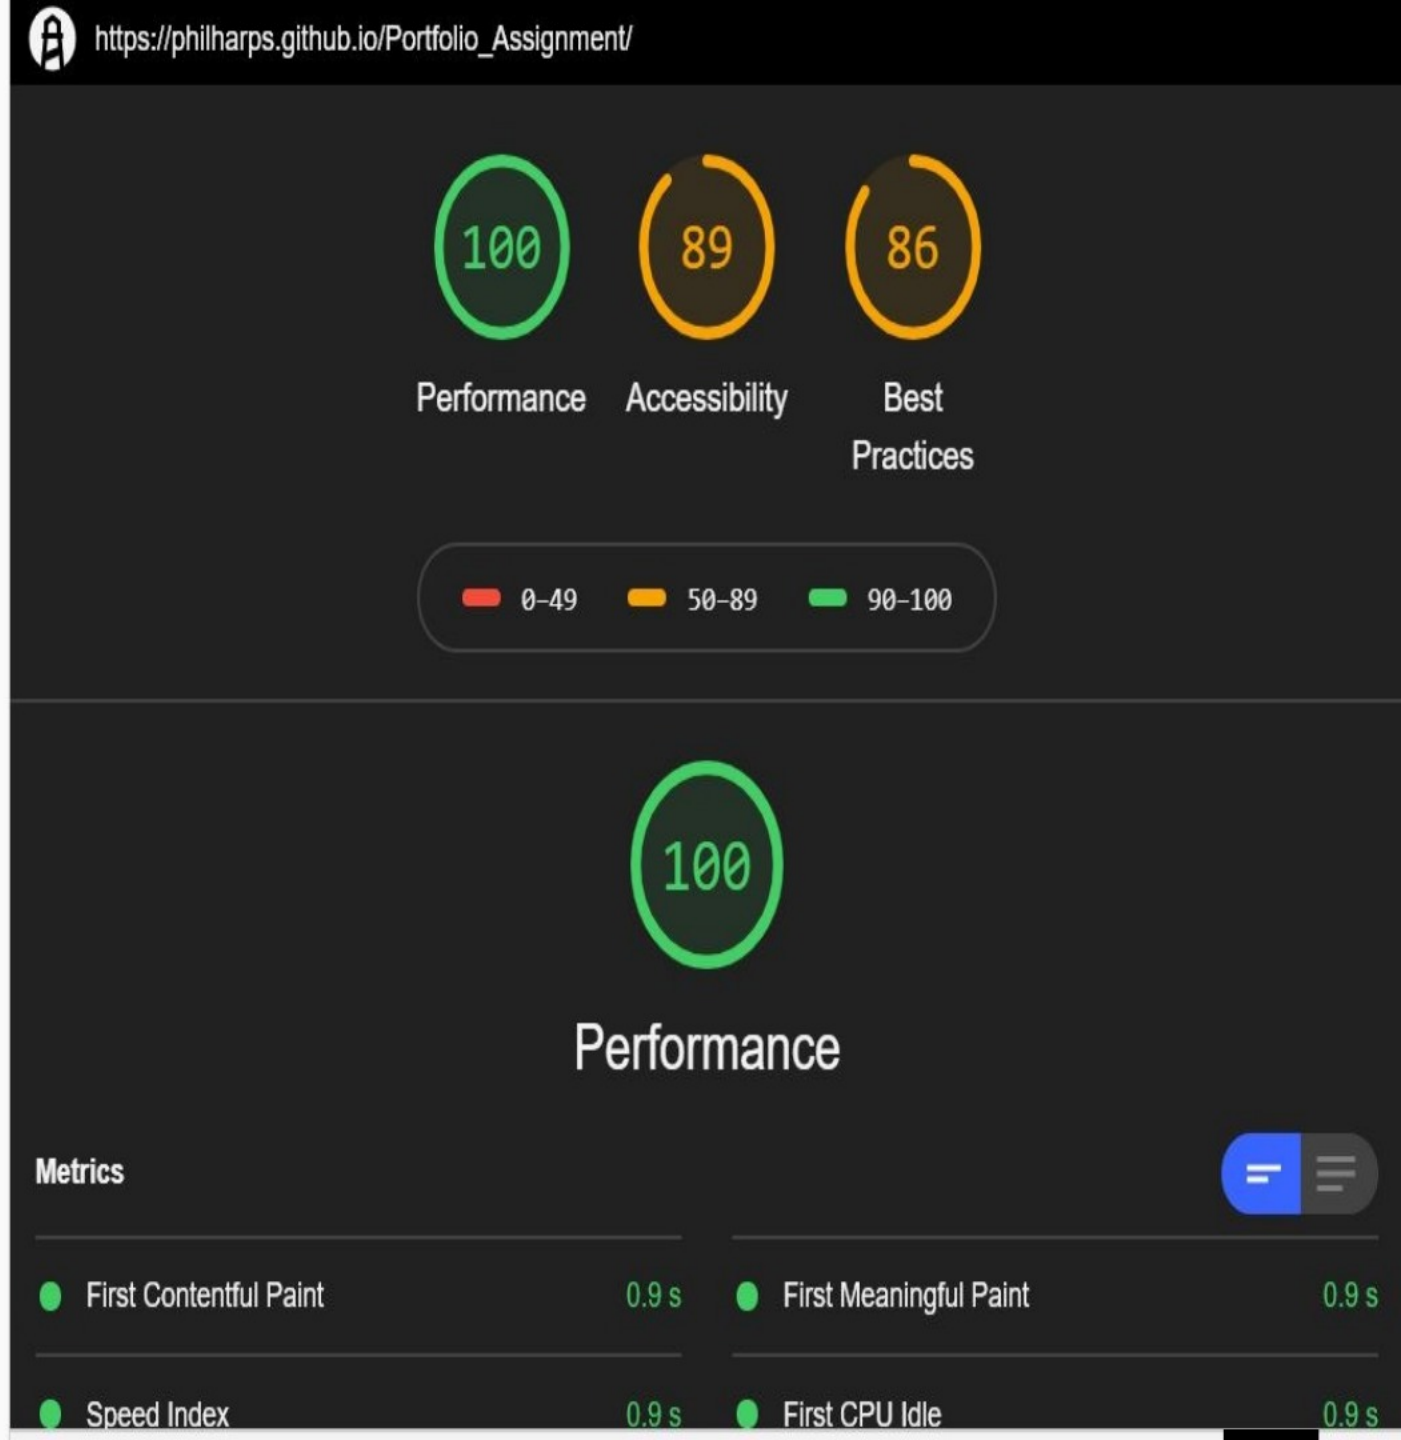 https://philharps.github.io/Portfolio_Assignment/
100 89 86
Performance Accessibility Best
Practices
0–49 50–89 90–100
100
Performance
Metrics
First Contentful Paint 0.9 s First Meaningful Paint 0.9 s
Speed Index 0.9 s First CPU Idle 0.9 s